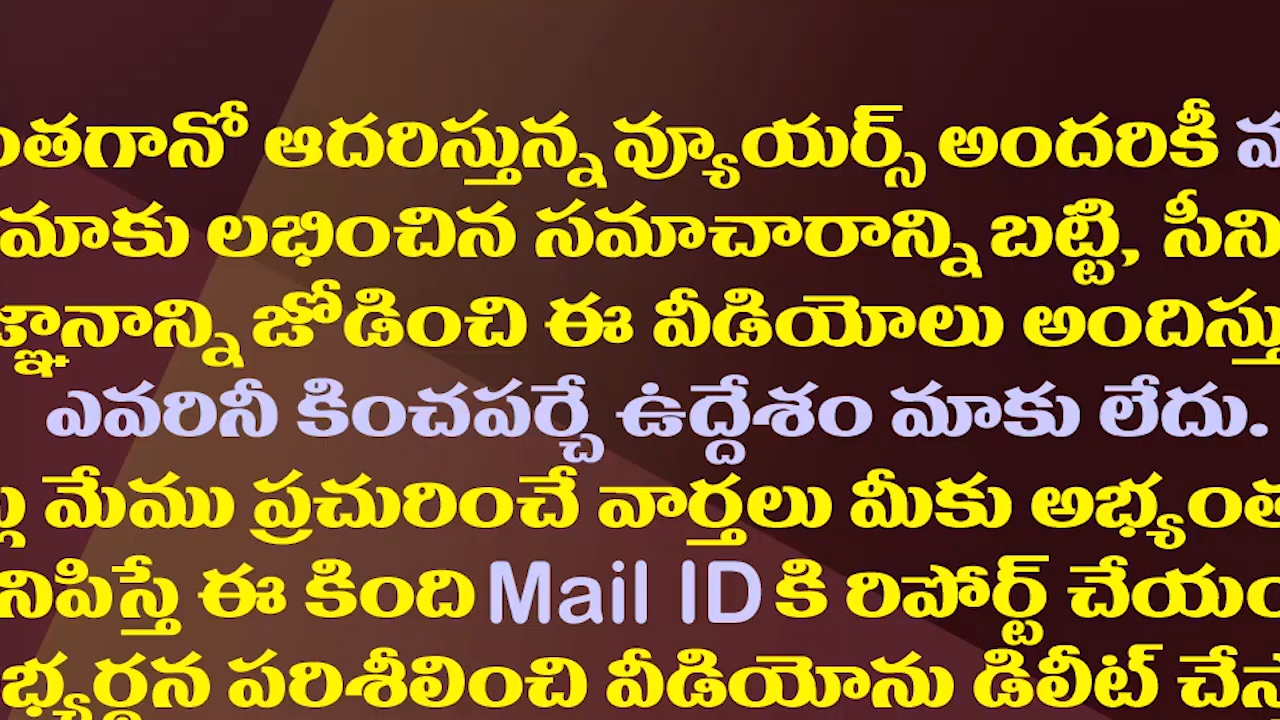 ఆదరిస్తున్న వ్యూయర్స్ అందరికీ
మాకు లభించిన సమాచారాన్ని బట్టి,
జోడించి ఈ వీడియోలు
ఎవరినీ కించపర్చే ఉద్దేశం మాకు లేదు.
మేము ప్రచురించే వార్తలు మీకు
ఈ కింది Mail ID కి రిపోర్ట్
పరిశీలించి వీడియోను డిలీట్